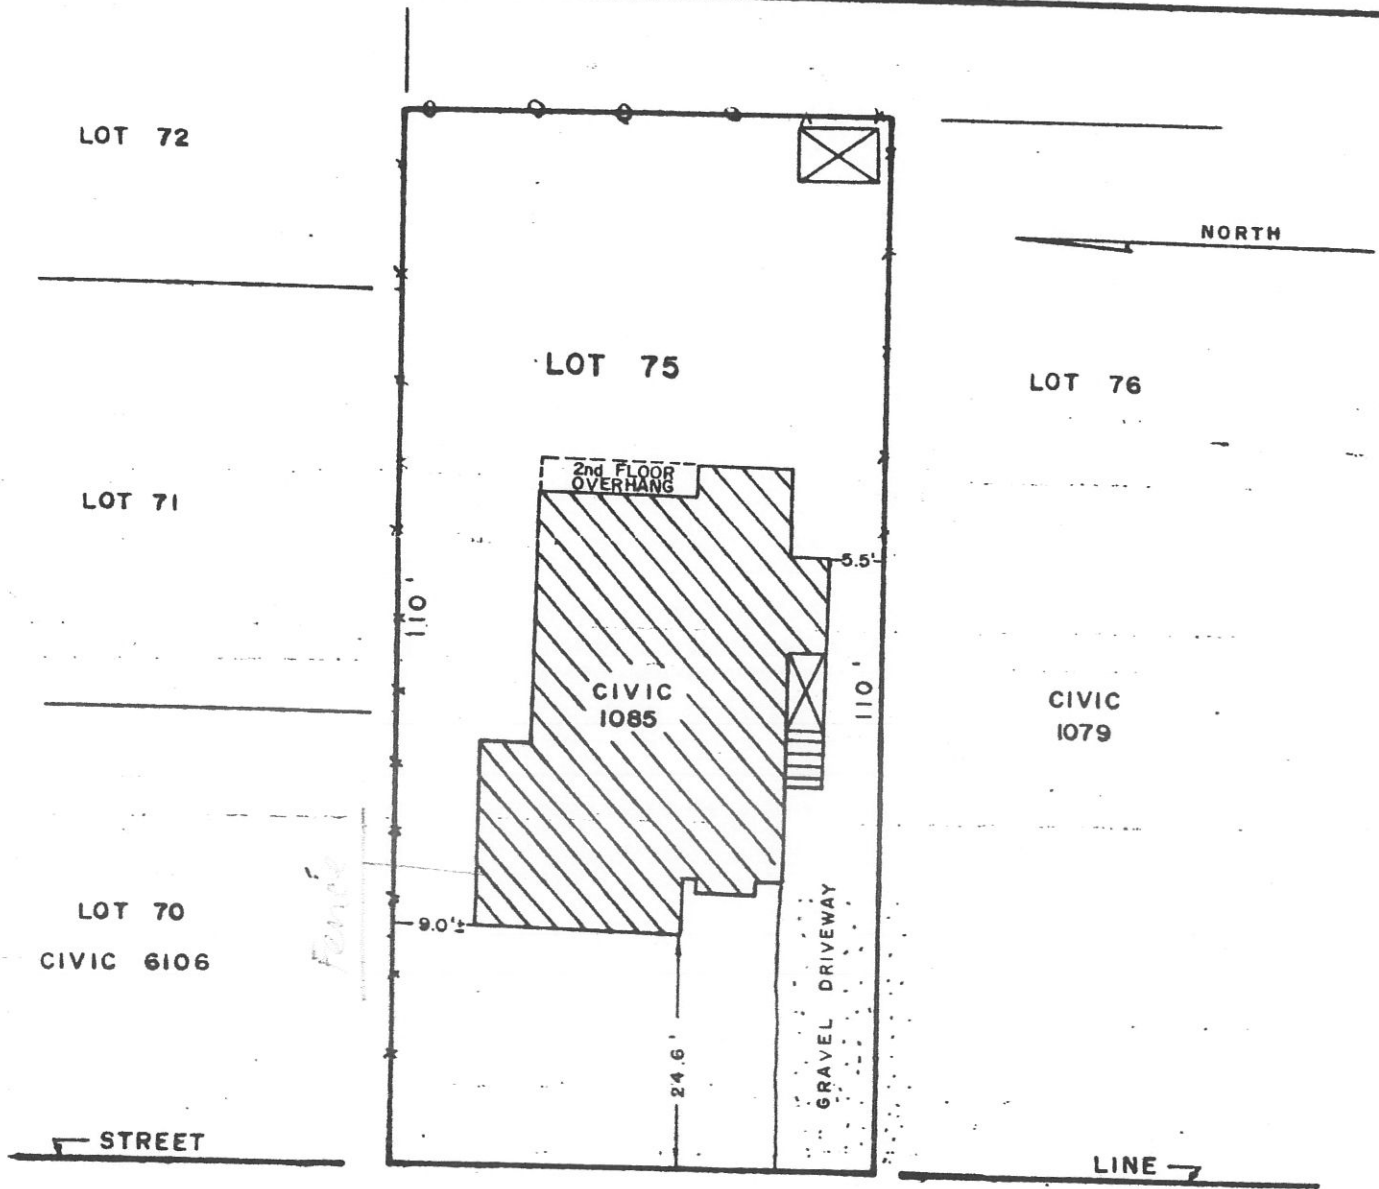 LOT 72
NORTH
LOT 75
LOT 76
2nd FLOOR
OVERHANG
LOT 71
5.5'
110'
110'
CIVIC
1085
CIVIC
1079
LOT 70
CIVIC 6106
Fence
9.0'±
GRAVEL DRIVEWAY
24.6'
STREET
LINE